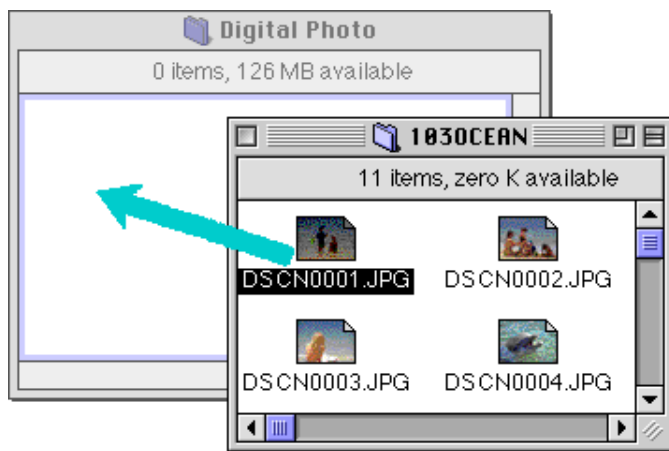 Digital Photo
0 items, 126 MB available
103OCEAN
11 items, zero K available
DSCN0001.JPG
DSCN0002.JPG
DSCN0003.JPG
DSCN0004.JPG